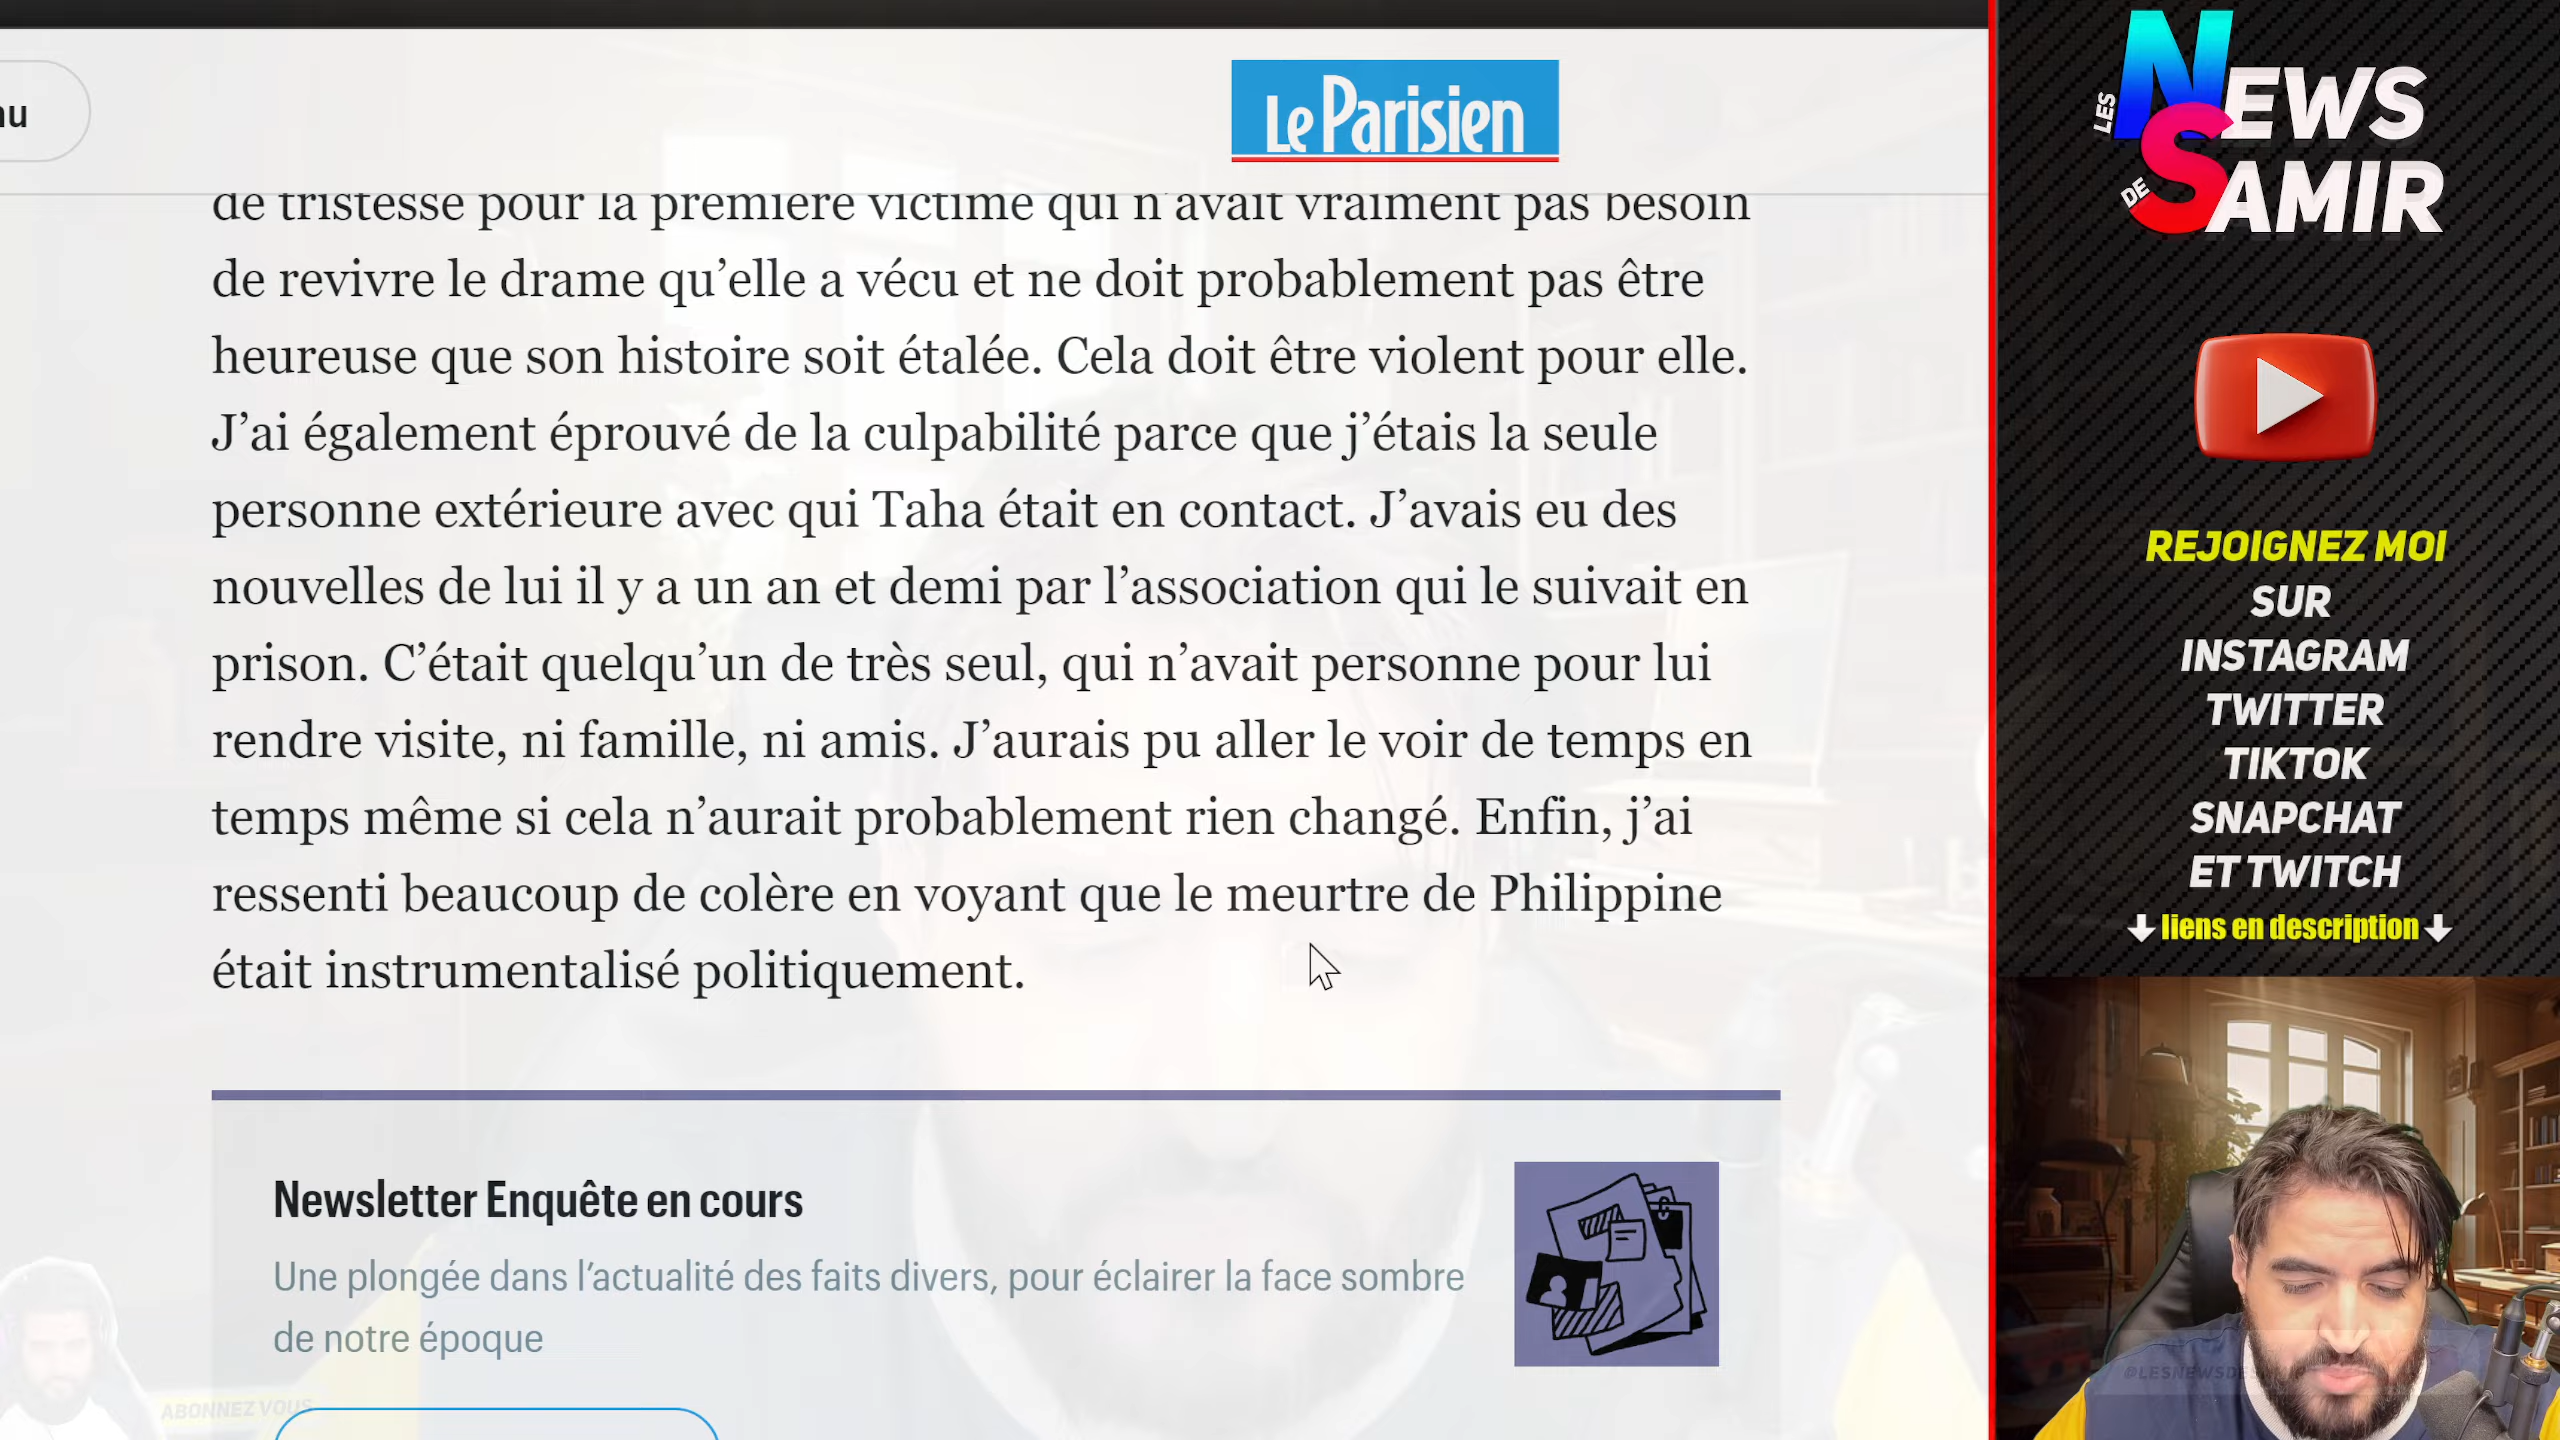 nu
Le Parisien
de tristesse pour la première victime qui n’avait vraiment pas besoin
de revivre le drame qu’elle a vécu et ne doit probablement pas être
heureuse que son histoire soit étalée. Cela doit être violent pour elle.
J’ai également éprouvé de la culpabilité parce que j’étais la seule
personne extérieure avec qui Taha était en contact. J’avais eu des
nouvelles de lui il y a un an et demi par l’association qui le suivait en
prison. C’était quelqu’un de très seul, qui n’avait personne pour lui
rendre visite, ni famille, ni amis. J’aurais pu aller le voir de temps en
temps même si cela n’aurait probablement rien changé. Enfin, j’ai
ressenti beaucoup de colère en voyant que le meurtre de Philippine
était instrumentalisé politiquement.
Newsletter Enquête en cours
Une plongée dans l’actualité des faits divers, pour éclairer la face sombre
de notre époque
ABONNEZ VOUS
LES NEWS
DE SAMIR
REJOIGNEZ MOI
SUR
INSTAGRAM
TWITTER
TIKTOK
SNAPCHAT
ET TWITCH
liens en description